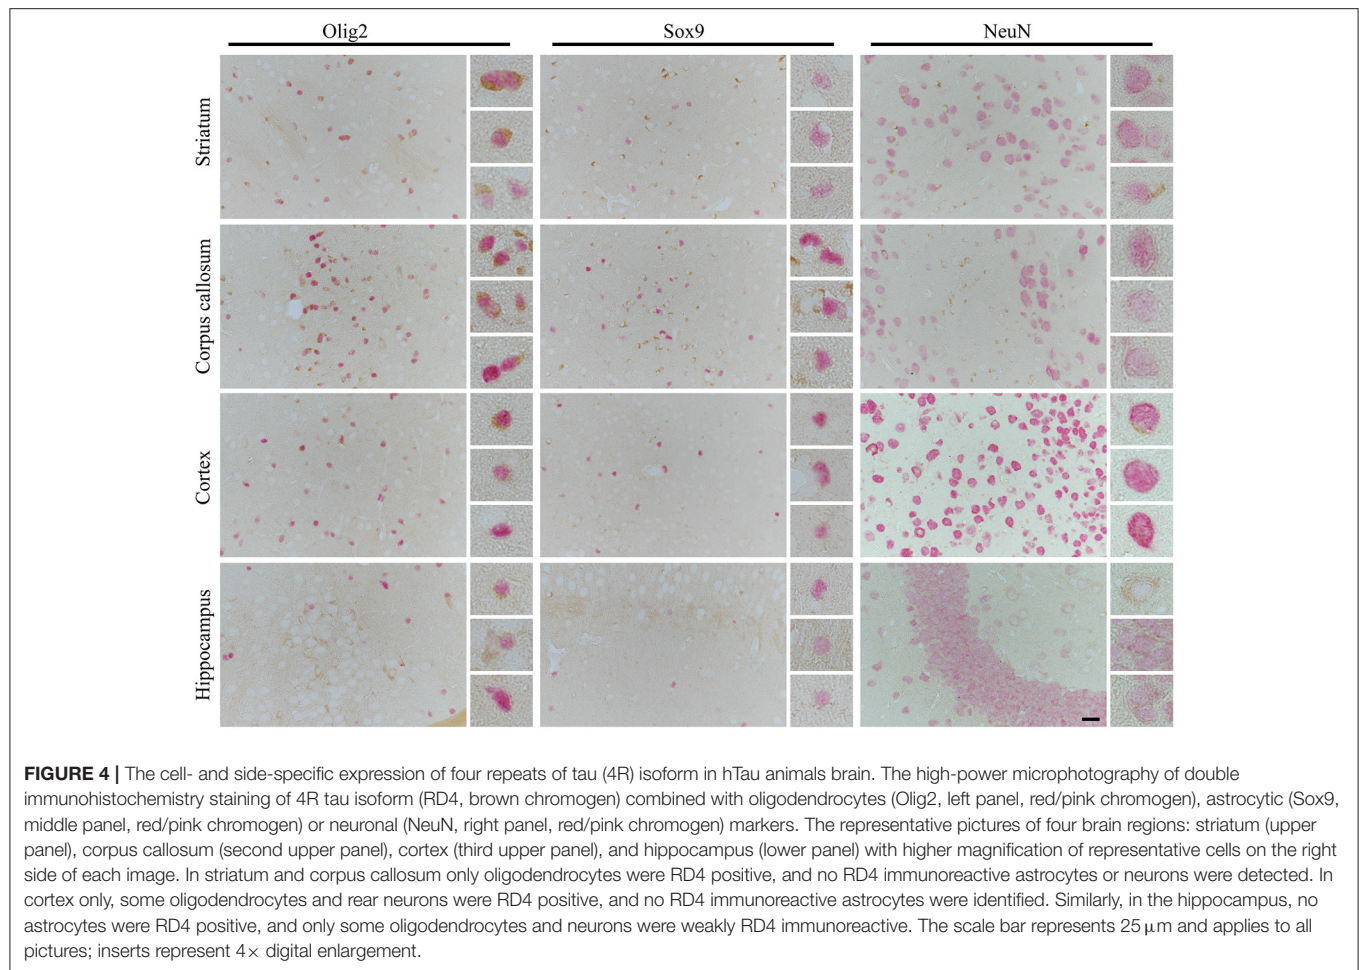 Olig2
Sox9
NeuN
Striatum
Corpus callosum
Cortex
Hippocampus
FIGURE 4 | The cell- and side-specific expression of four repeats of tau (4R) isoform in hTau animals brain. The high-power microphotography of double
immunohistochemistry staining of 4R tau isoform (RD4, brown chromogen) combined with oligodendrocytes (Olig2, left panel, red/pink chromogen), astrocytic (Sox9,
middle panel, red/pink chromogen) or neuronal (NeuN, right panel, red/pink chromogen) markers. The representative pictures of four brain regions: striatum (upper
panel), corpus callosum (second upper panel), cortex (third upper panel), and hippocampus (lower panel) with higher magnification of representative cells on the right
side of each image. In striatum and corpus callosum only oligodendrocytes were RD4 positive, and no RD4 immunoreactive astrocytes or neurons were detected. In
cortex only, some oligodendrocytes and rear neurons were RD4 positive, and no RD4 immunoreactive astrocytes were identified. Similarly, in the hippocampus, no
astrocytes were RD4 positive, and only some oligodendrocytes and neurons were weakly RD4 immunoreactive. The scale bar represents 25 μm and applies to all
pictures; inserts represent 4× digital enlargement.